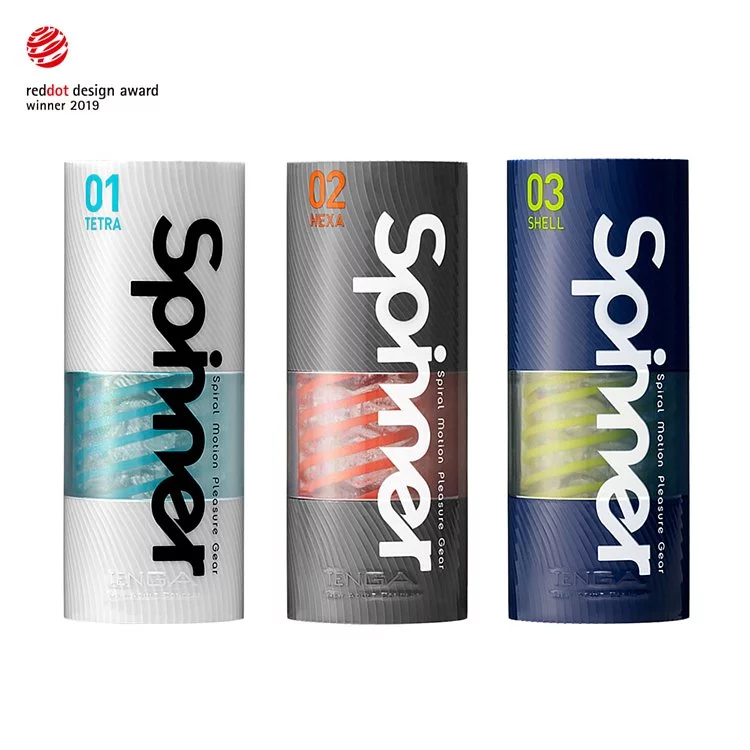 reddot design award
winner 2019
01
TETRA
Spinner
Spiral Motion Pleasure Gear
TENGA
02
HEXA
Spinner
Spiral Motion Pleasure Gear
TENGA
03
SHELL
Spinner
Spiral Motion Pleasure Gear
TENGA